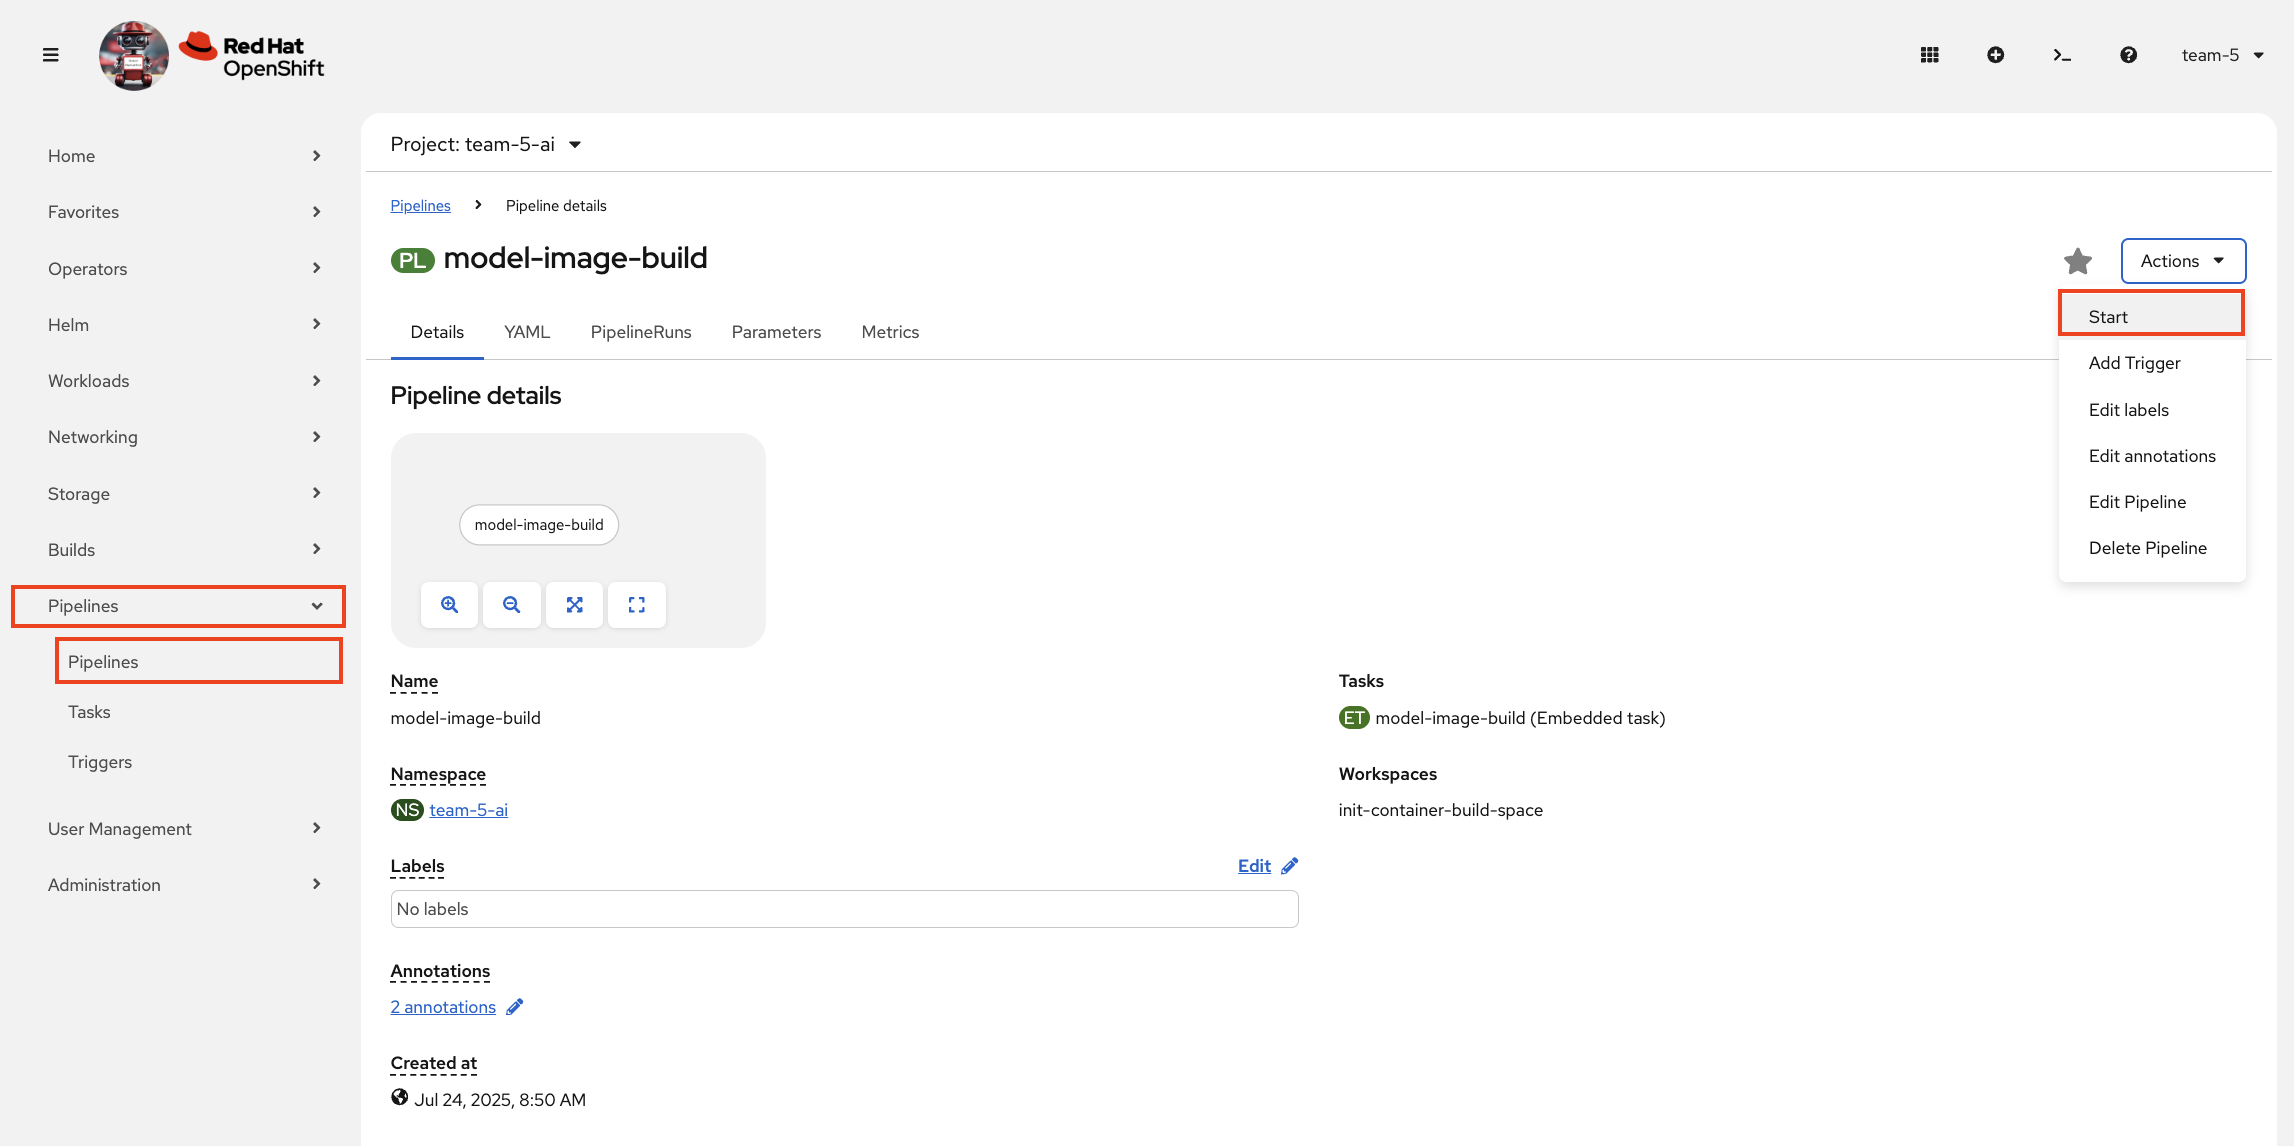 Red Hat
OpenShift
team-5
Home
Favorites
Operators
Helm
Workloads
Networking
Storage
Builds
Pipelines
Pipelines
Tasks
Triggers
User Management
Administration
Project: team-5-ai
Pipelines
Pipeline details
PL model-image-build
Actions
Start
Add Trigger
Edit labels
Edit annotations
Edit Pipeline
Delete Pipeline
Details YAML PipelineRuns Parameters Metrics
Pipeline details
model-image-build
Name
model-image-build
Namespace
NS team-5-ai
Labels
Edit
No labels
Annotations
2 annotations
Created at
Jul 24, 2025, 8:50 AM
Tasks
ET model-image-build (Embedded task)
Workspaces
init-container-build-space